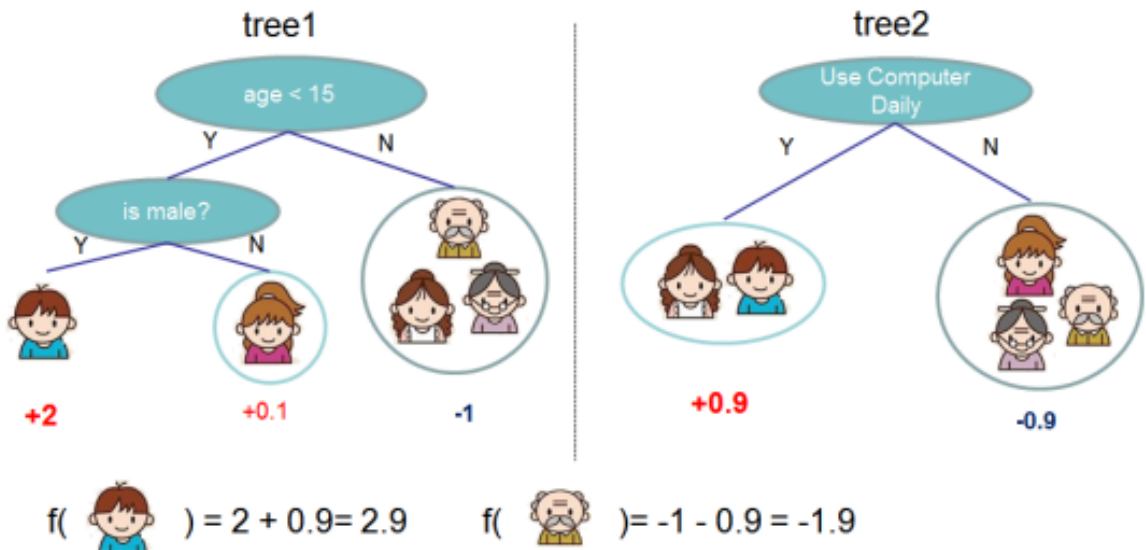 tree1
age < 15
Y
N
is male?
Y
N
+2
+0.1
-1
tree2
Use Computer
Daily
Y
N
+0.9
-0.9
f( ) = 2 + 0.9= 2.9
f( )= -1 - 0.9 = -1.9